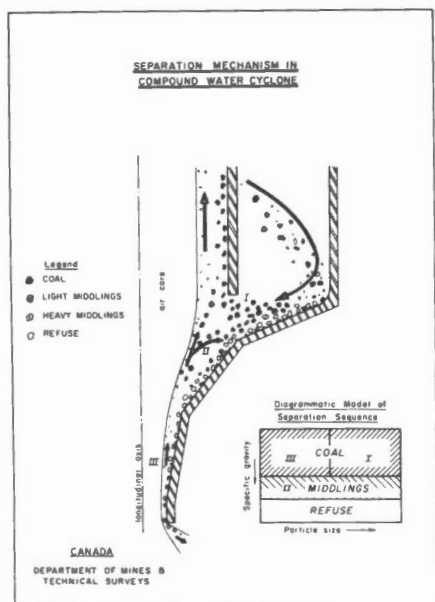 SEPARATION MECHANISM IN
COMPOUND WATER CYCLONE
Legend
COAL
LIGHT MIDDLINGS
HEAVY MIDDLINGS
REFUSE
air core
longitudinal axis
I
II
III
Diagrammatic Model of
Separation Sequence
Specific gravity
III COAL I
II MIDDLINGS
REFUSE
Particle size
CANADA
DEPARTMENT OF MINES &
TECHNICAL SURVEYS